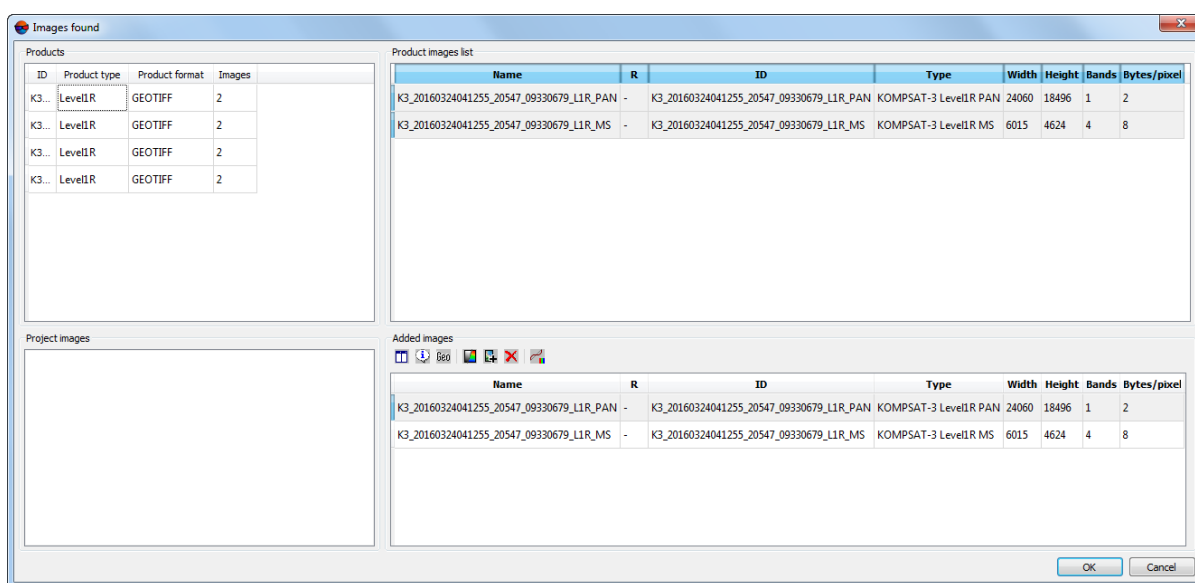 Images found
Products
ID Product type Product format Images
K3... Level1R GEOTIFF 2
K3... Level1R GEOTIFF 2
K3... Level1R GEOTIFF 2
K3... Level1R GEOTIFF 2
Product images list
Name R ID Type Width Height Bands Bytes/pixel
K3_20160324041255_20547_09330679_L1R_PAN - K3_20160324041255_20547_09330679_L1R_PAN KOMPSAT-3 Level1R PAN 24060 18496 1 2
K3_20160324041255_20547_09330679_L1R_MS - K3_20160324041255_20547_09330679_L1R_MS KOMPSAT-3 Level1R MS 6015 4624 4 8
Project images
Added images
Geo
Name R ID Type Width Height Bands Bytes/pixel
K3_20160324041255_20547_09330679_L1R_PAN - K3_20160324041255_20547_09330679_L1R_PAN KOMPSAT-3 Level1R PAN 24060 18496 1 2
K3_20160324041255_20547_09330679_L1R_MS - K3_20160324041255_20547_09330679_L1R_MS KOMPSAT-3 Level1R MS 6015 4624 4 8
OK Cancel